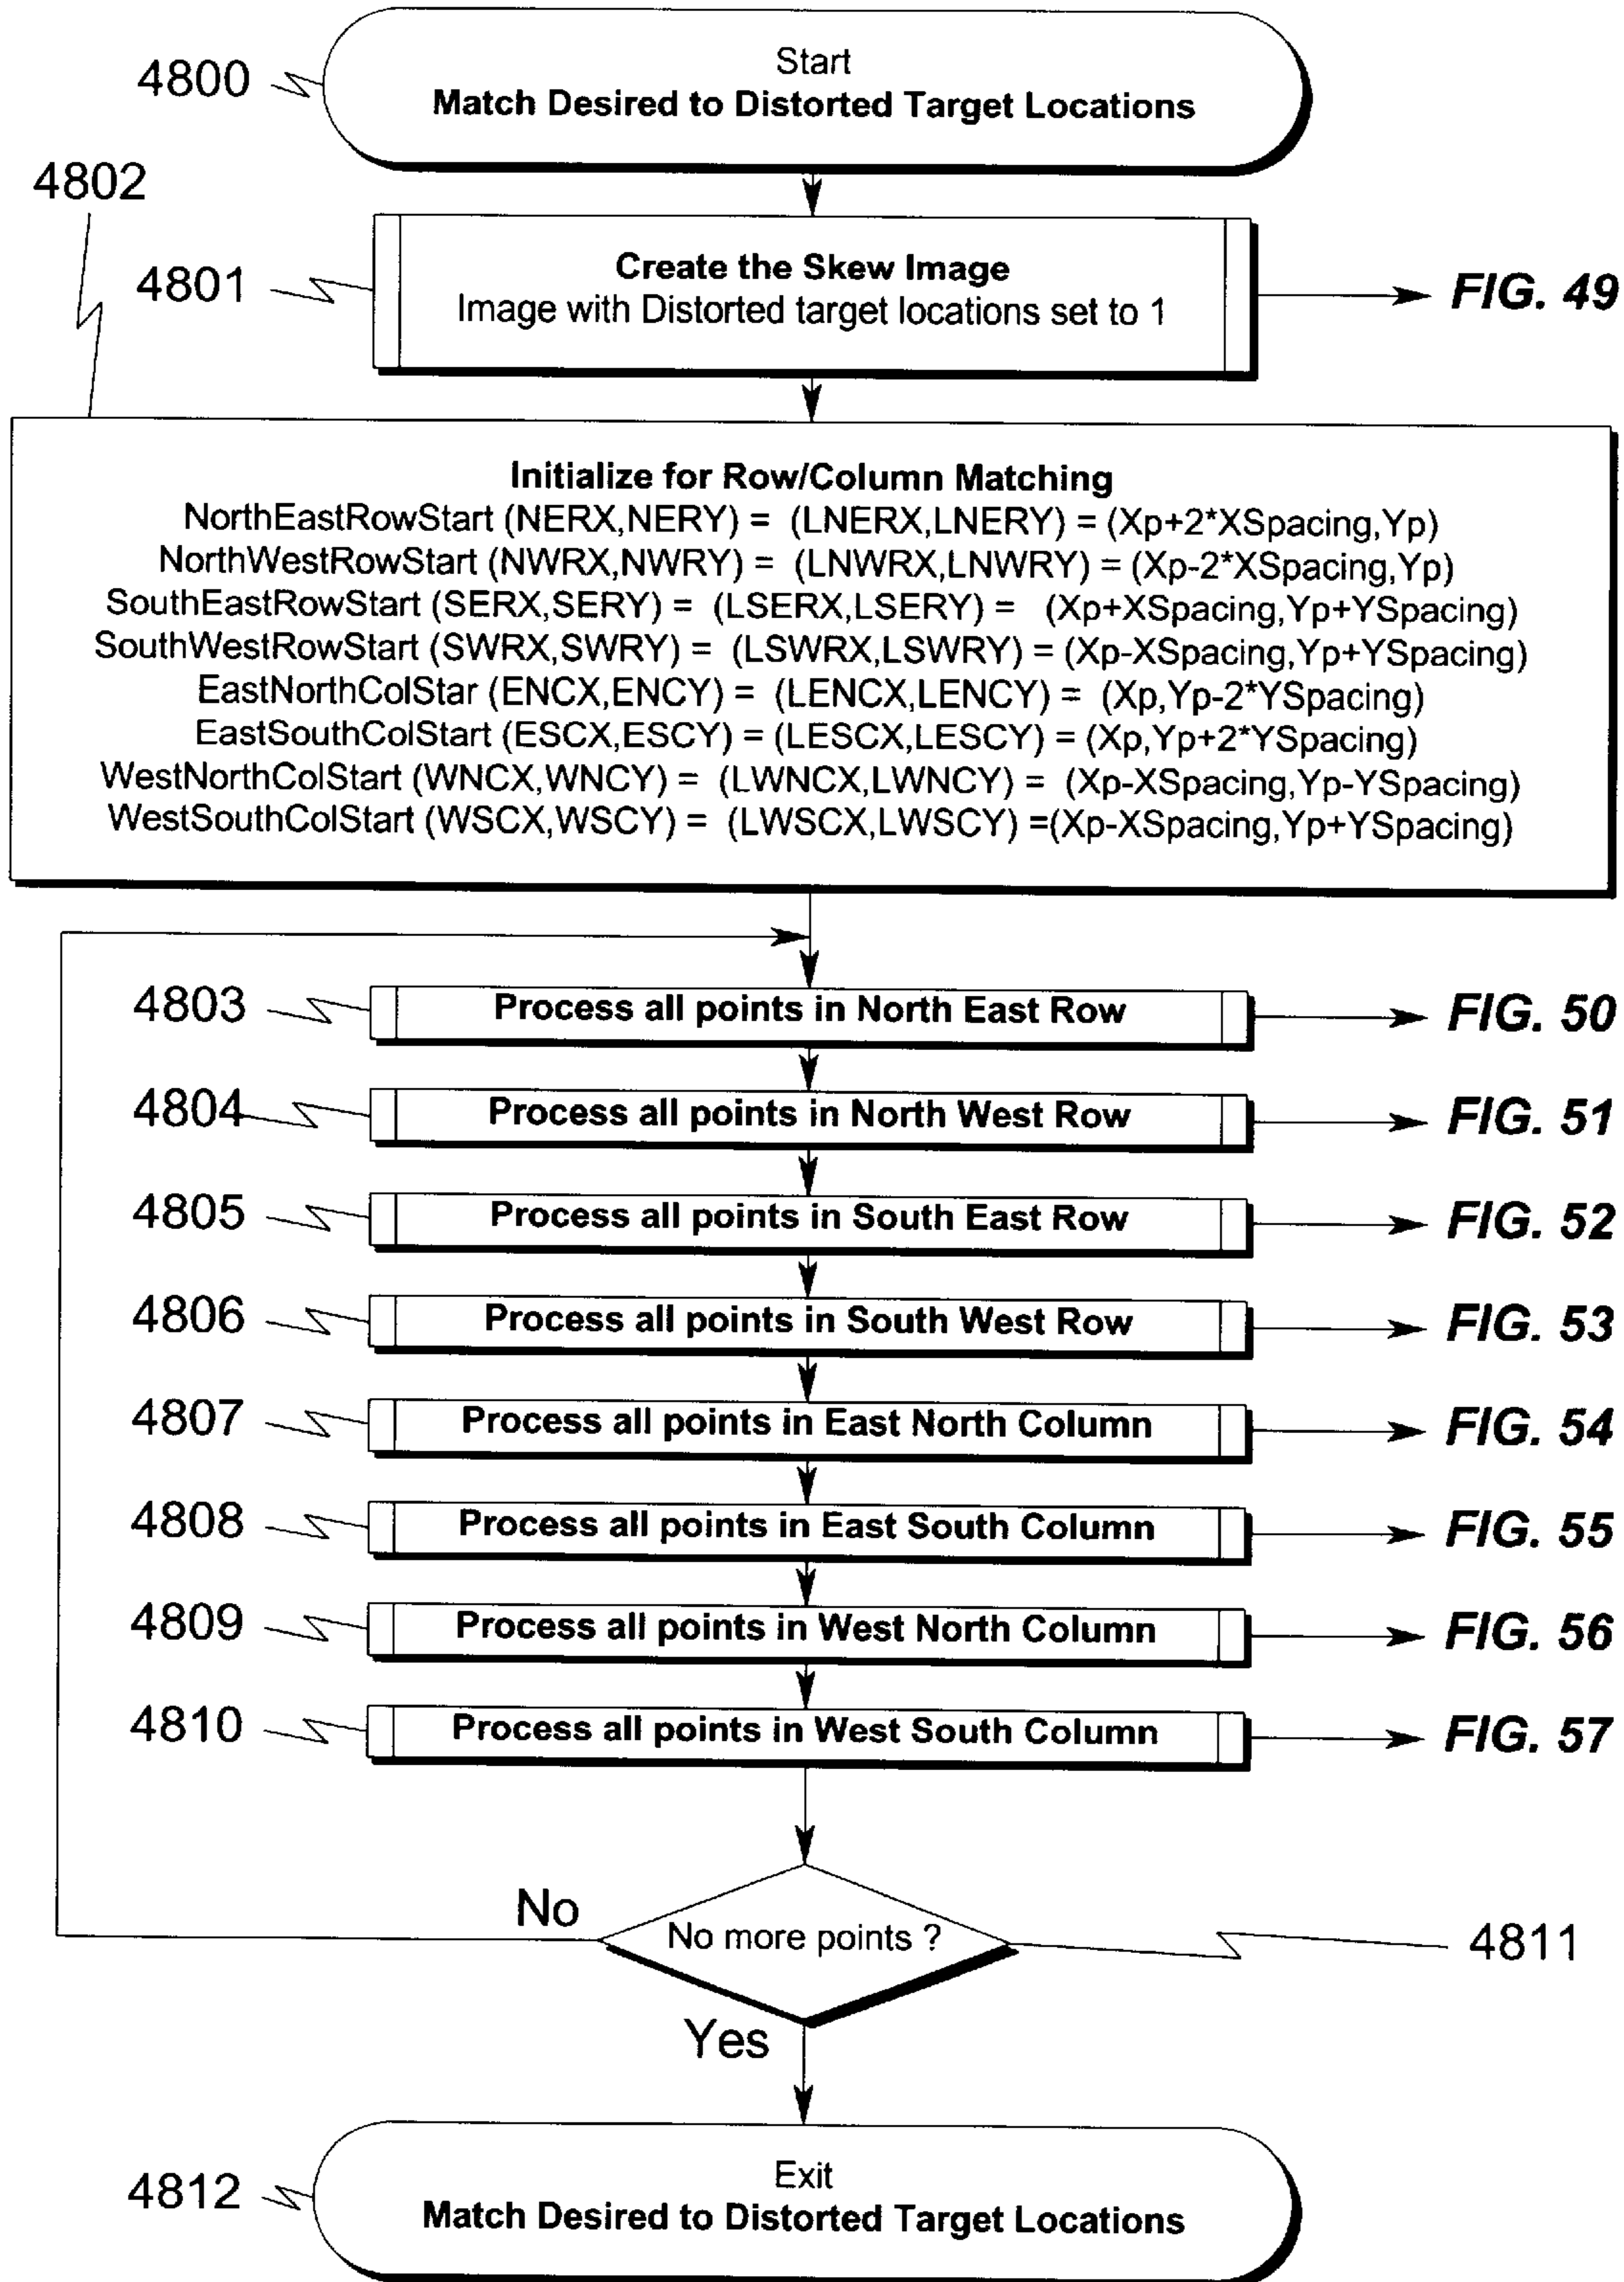 4800
Start
Match Desired to Distorted Target Locations
4802
4801
Create the Skew Image
Image with Distorted target locations set to 1
FIG. 49
Initialize for Row/Column Matching
NorthEastRowStart (NERX,NERY) = (LNERX,LNERY) = (Xp+2*XSpacing,Yp)
NorthWestRowStart (NWRX,NWRY) = (LNWRX,LNWRY) = (Xp-2*XSpacing,Yp)
SouthEastRowStart (SERX,SERY) = (LSERX,LSERY) = (Xp+XSpacing,Yp+YSpacing)
SouthWestRowStart (SWRX,SWRY) = (LSWRX,LSWRY) = (Xp-XSpacing,Yp+YSpacing)
EastNorthColStar (ENCX,ENCY) = (LENCX,LENCY) = (Xp,Yp-2*YSpacing)
EastSouthColStart (ESCX,ESCY) = (LESCX,LESCY) = (Xp,Yp+2*YSpacing)
WestNorthColStart (WNCX,WNCY) = (LWNCX,LWNCY) = (Xp-XSpacing,Yp-YSpacing)
WestSouthColStart (WSCX,WSCY) = (LWSCX,LWSCY) =(Xp-XSpacing,Yp+YSpacing)
4803
Process all points in North East Row
FIG. 50
4804
Process all points in North West Row
FIG. 51
4805
Process all points in South East Row
FIG. 52
4806
Process all points in South West Row
FIG. 53
4807
Process all points in East North Column
FIG. 54
4808
Process all points in East South Column
FIG. 55
4809
Process all points in West North Column
FIG. 56
4810
Process all points in West South Column
FIG. 57
No
No more points ?
4811
Yes
4812
Exit
Match Desired to Distorted Target Locations